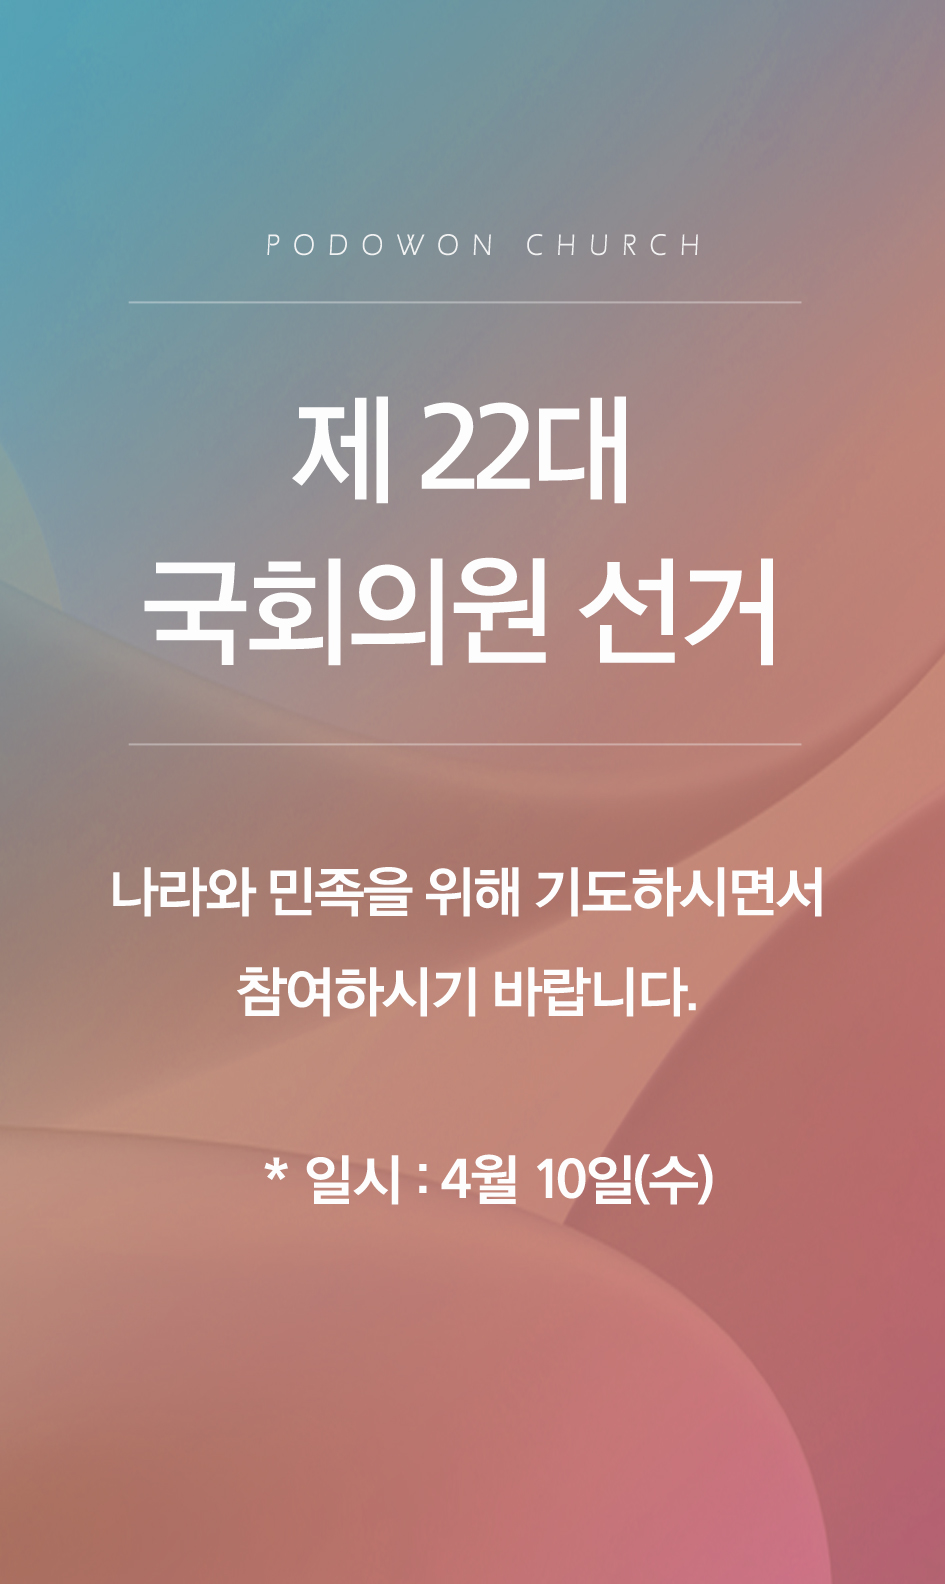 PODOWON CHURCH
제 22대
국회의원 선거
나라와 민족을 위해 기도하시면서
참여하시기 바랍니다.
* 일시 : 4월 10일(수)